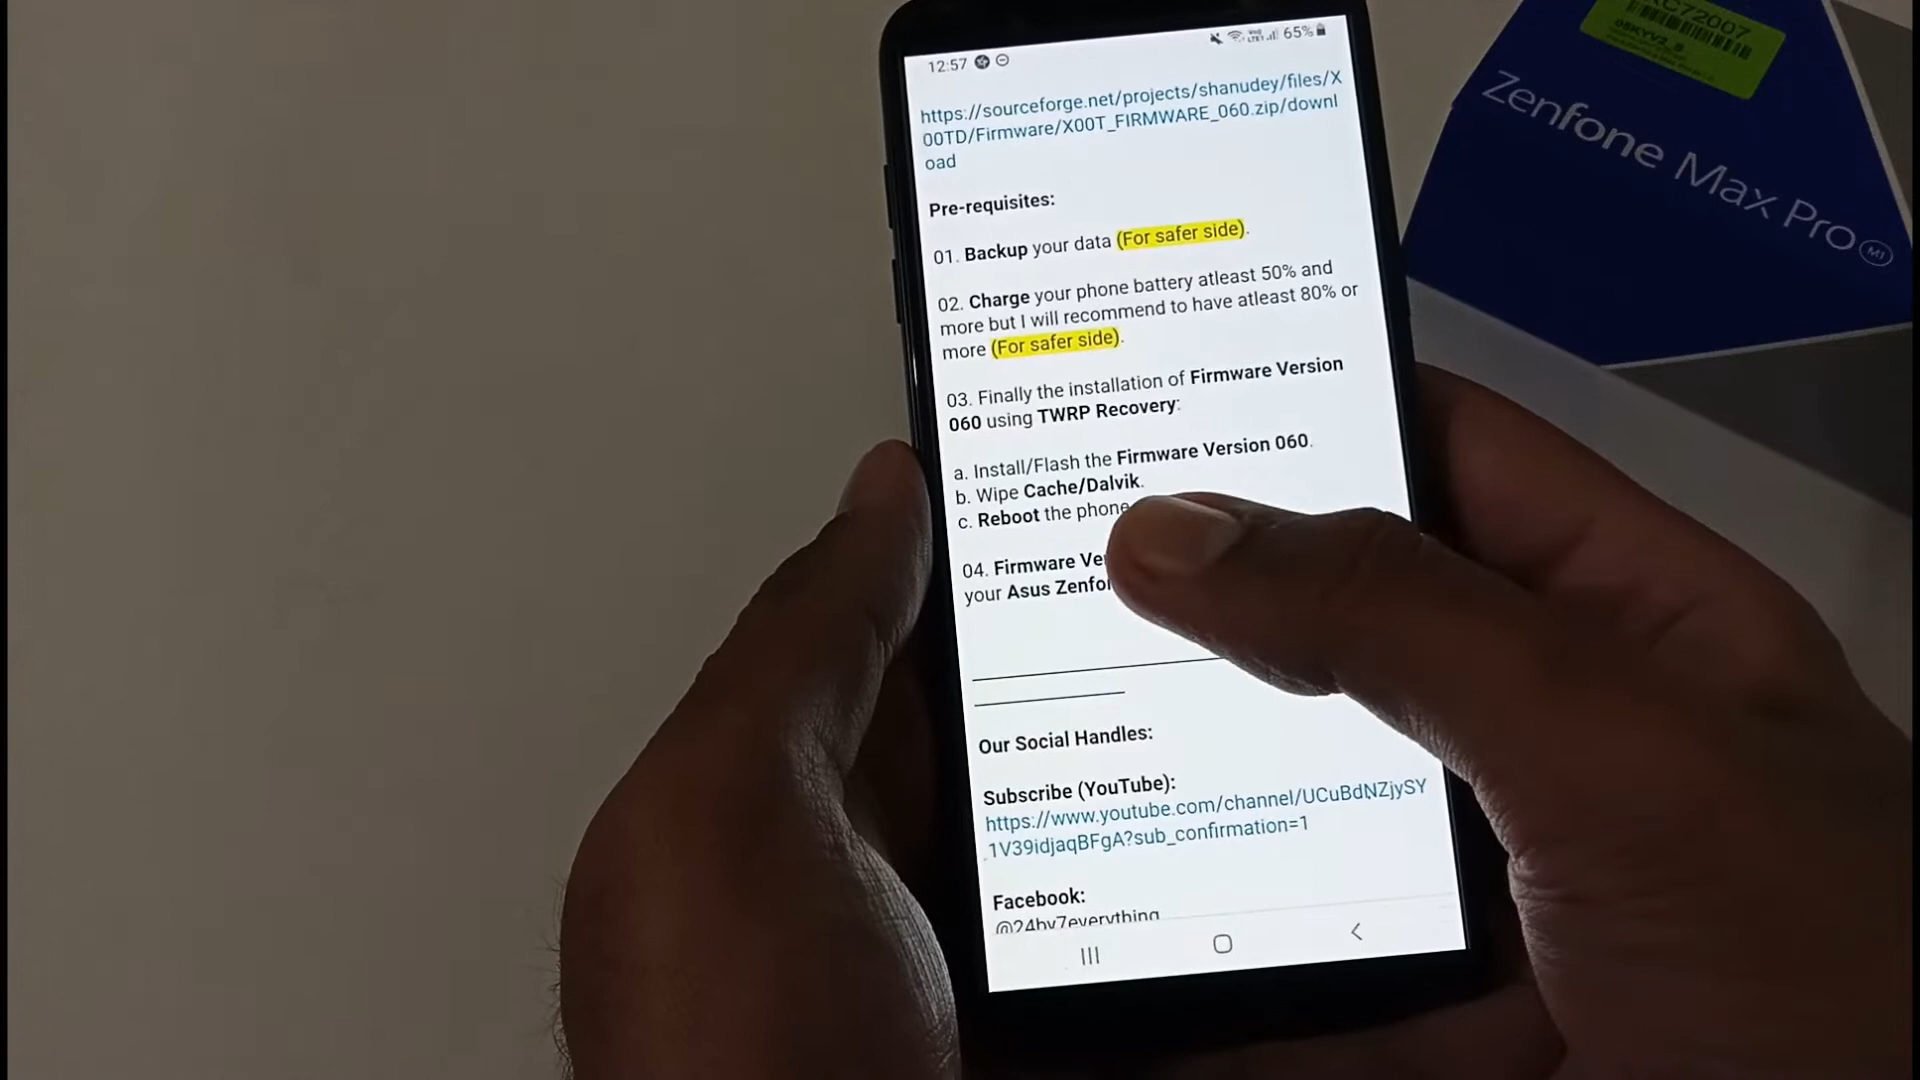 12:57
65%
https://sourceforge.net/projects/shanudey/files/X
00TD/Firmware/X00T_FIRMWARE_060.zip/downl
oad
Pre-requisites:
01. Backup your data (For safer side).
02. Charge your phone battery atleast 50% and
more but I will recommend to have atleast 80% or
more (For safer side).
03. Finally the installation of Firmware Version
060 using TWRP Recovery:
a. Install/Flash the Firmware Version 060.
b. Wipe Cache/Dalvik.
c. Reboot the phone
04. Firmware
your Asus
Our Social Handles:
Subscribe (YouTube):
https://www.youtube.com/channel/UCuBdNZjySY
1V39idjaqBFgA?sub_confirmation=1
Facebook:
@24by7everything
Zenfone Max Pro M1